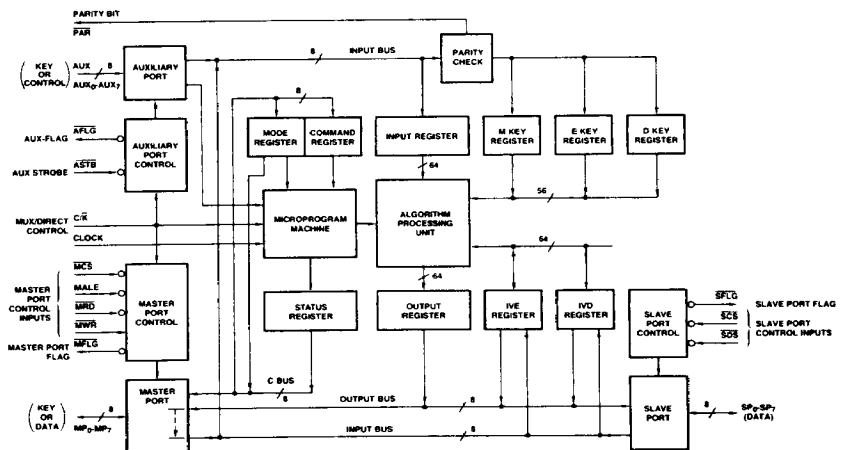 PARITY BIT
PAR
8
INPUT BUS
PARITY CHECK
(KEY OR CONTROL)
AUX
8
AUX0-AUX7
AUXILIARY PORT
8
AUX-FLAG
AFLG
AUX STROBE
ASTB
AUXILIARY PORT CONTROL
MODE REGISTER
COMMAND REGISTER
INPUT REGISTER
M KEY REGISTER
E KEY REGISTER
D KEY REGISTER
64
56
MUX/DIRECT CONTROL
C/K
CLOCK
MICROPROGRAM MACHINE
ALGORITHM PROCESSING UNIT
64
64
MASTER PORT CONTROL INPUTS
MCS
MALE
MRD
MWR
MASTER PORT FLAG
MFLG
MASTER PORT CONTROL
STATUS REGISTER
OUTPUT REGISTER
IVE REGISTER
IVD REGISTER
SLAVE PORT CONTROL
SFLG
SLAVE PORT FLAG
SCS
SDS
SLAVE PORT CONTROL INPUTS
C BUS
8
(KEY OR DATA)
8
MP0-MP7
MASTER PORT
OUTPUT BUS
8
INPUT BUS
8
SLAVE PORT
8
SP0-SP7
(DATA)